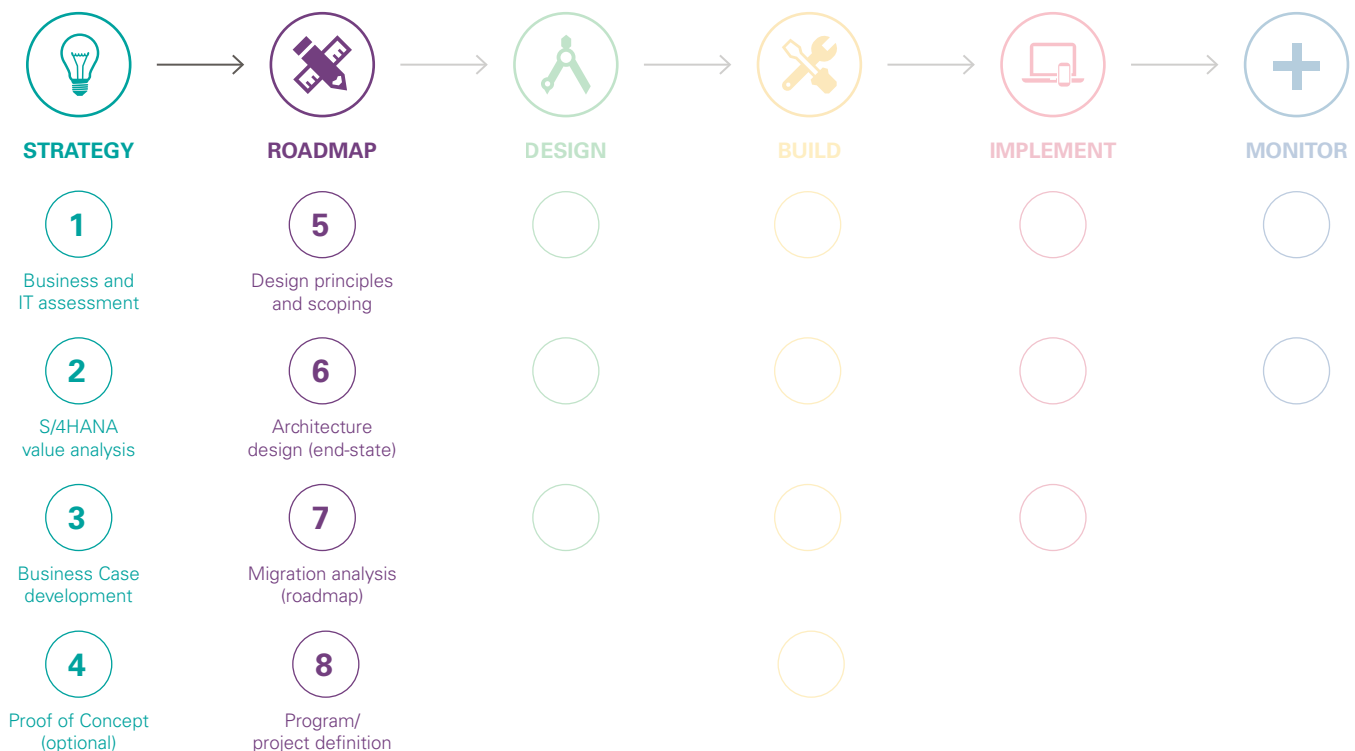 STRATEGY
ROADMAP
DESIGN
BUILD
IMPLEMENT
MONITOR
1
Business and
IT assessment
5
Design principles
and scoping
2
S/4HANA
value analysis
6
Architecture
design (end-state)
3
Business Case
development
7
Migration analysis
(roadmap)
4
Proof of Concept
(optional)
8
Program/
project definition